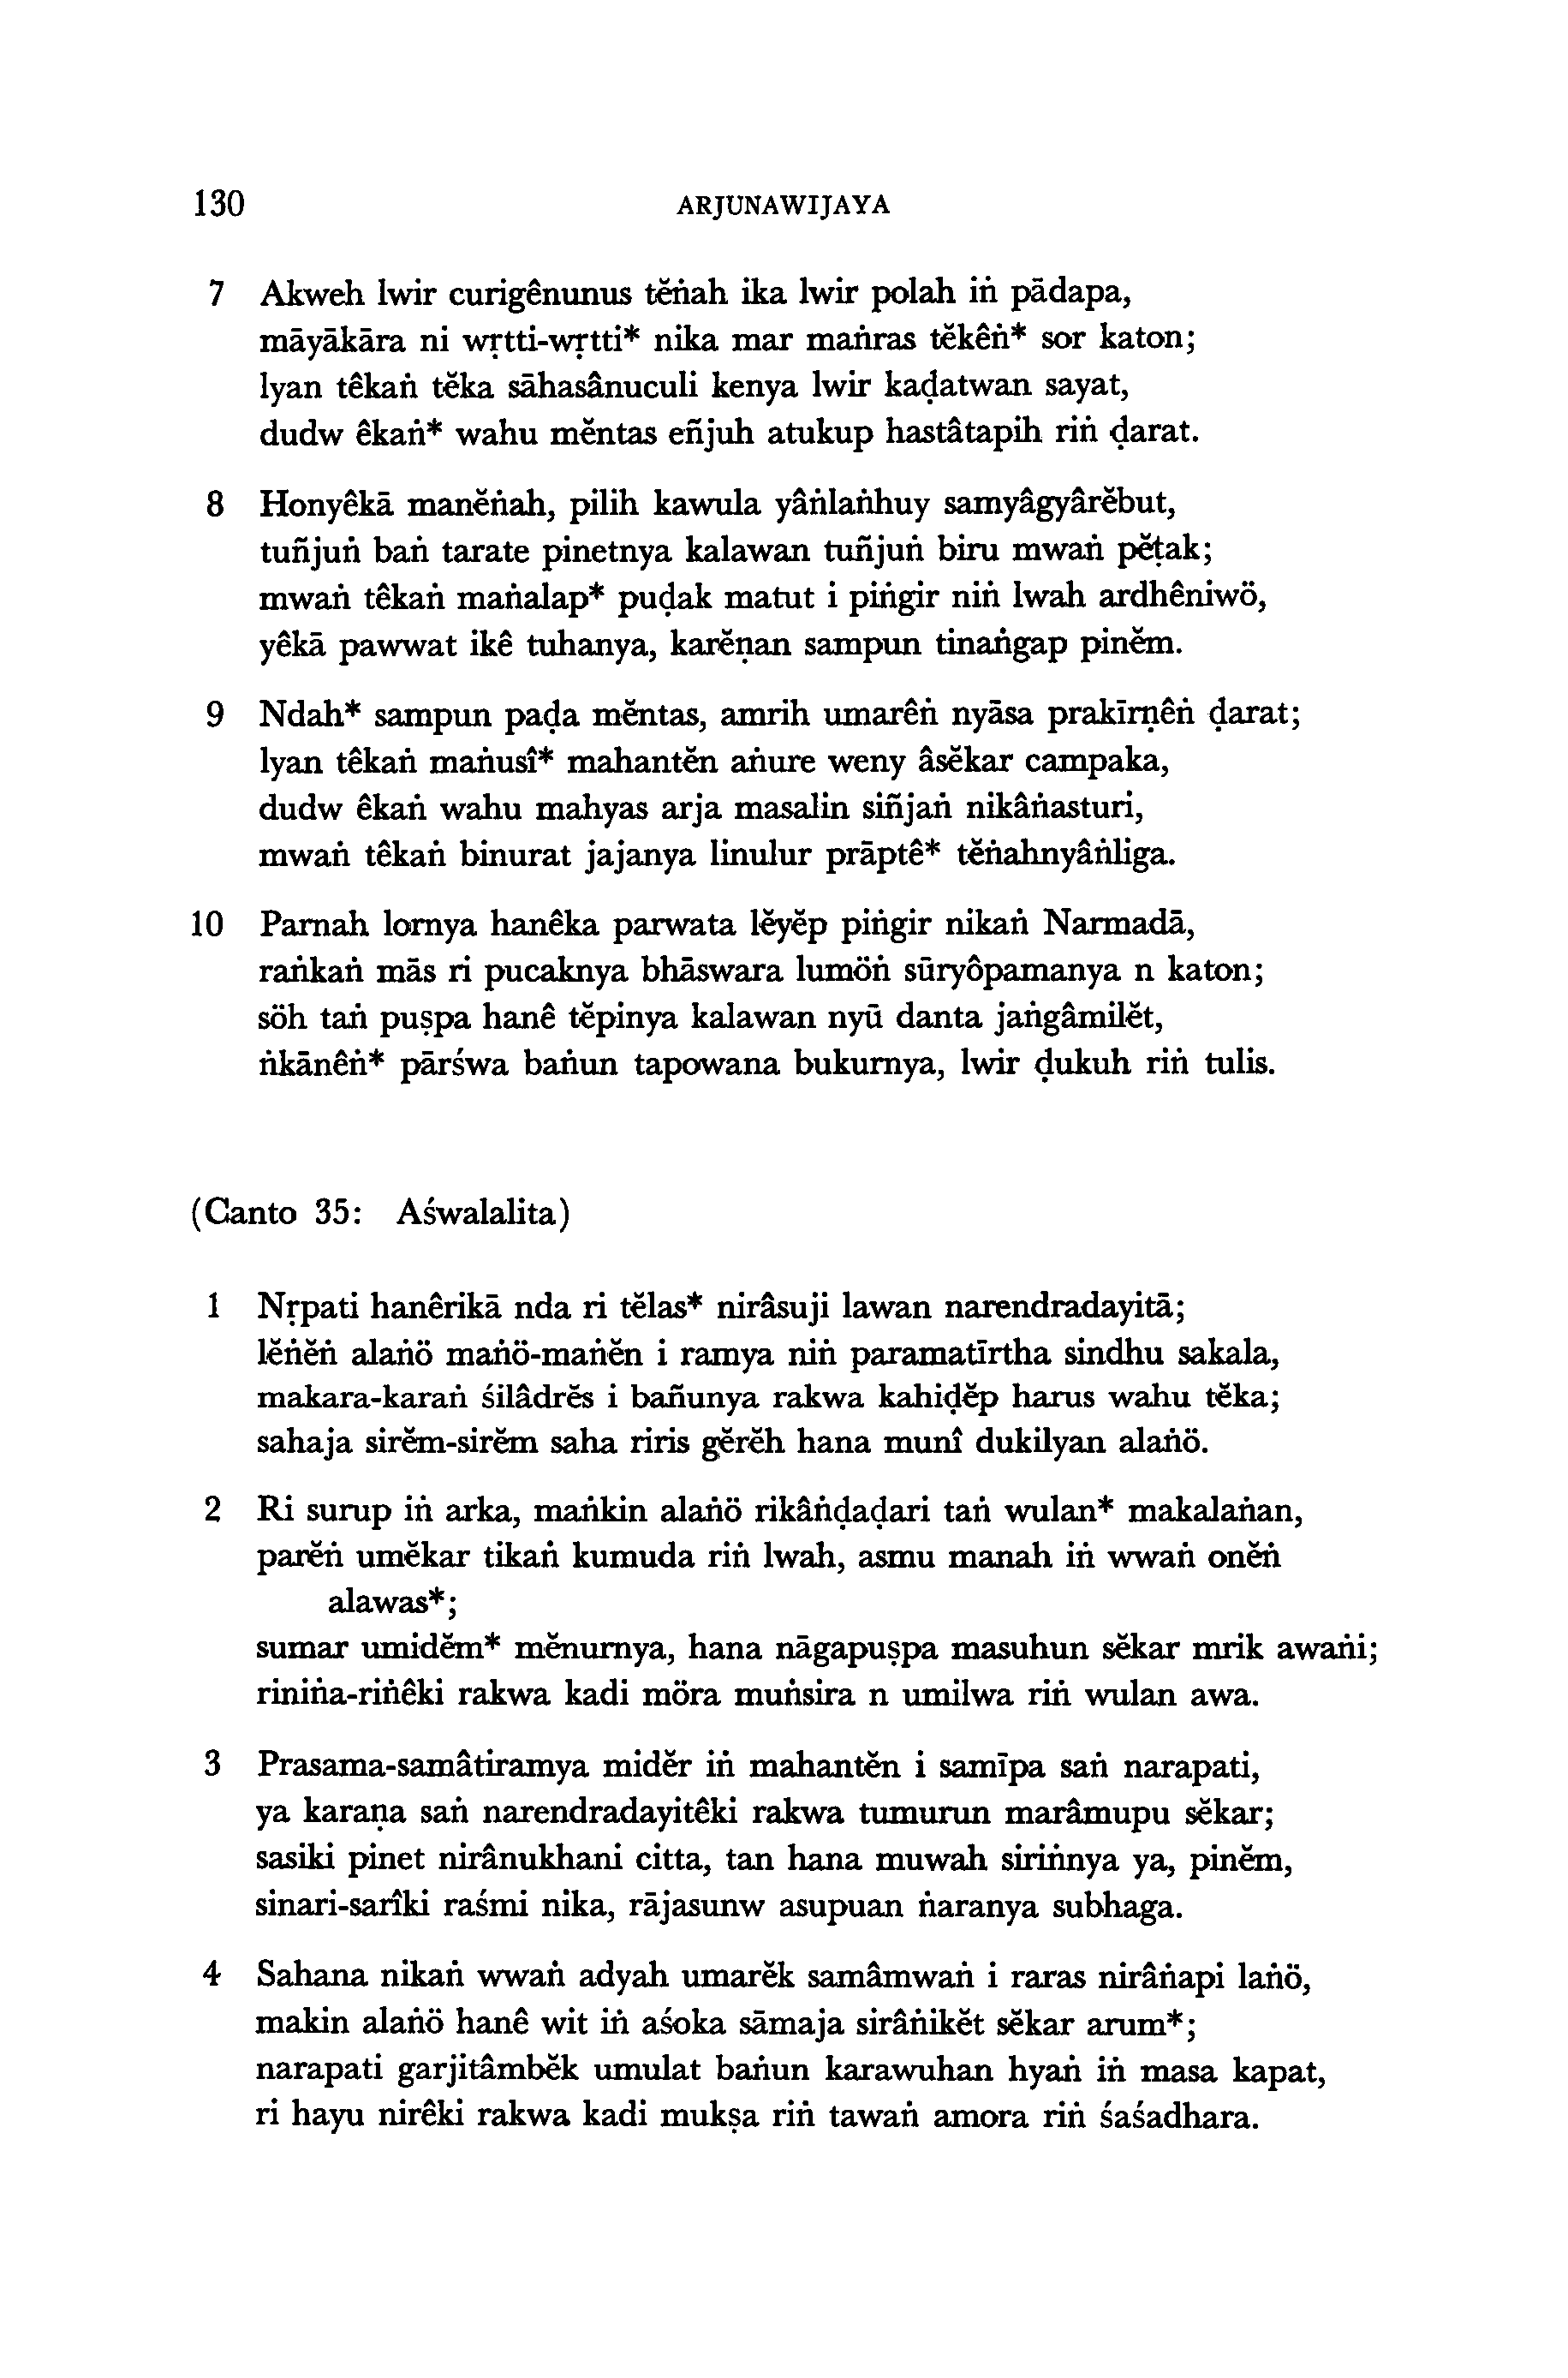 130 ARJUNAWIJAYA
7 Akweh lwir curigênunus tĕṅah ika lwir polah iṅ pādapa,
māyākāra ni wṛtti-wṛtti* nika mar maṅras tĕkêṅ* sor katon;
lyan têkaṅ tĕka sāhasânuculi kenya lwir kaḍatwan sayat,
dudw êkaṅ* wahu mĕntas eñjuh atukup hastâtapih riṅ ḍarat.
8 Honyêkā manĕṅah, pilih kawula yâṅlaṅhuy samyâgyârĕbut,
tuñjuṅ baṅ tarate pinetnya kalawan tuñjuṅ biru mwaṅ pĕṭak;
mwaṅ têkaṅ maṅalap* puḍak matut i piṅgir niṅ lwah ardhêniwö,
yêkā pawwat ikê tuhanya, karĕṇan sampun tinaṅgap pinĕm.
9 Ndah* sampun paḍa mĕntas, amrih umarêṅ nyāsa prakīrṇêṅ ḍarat;
lyan têkaṅ maṅusî* mahantĕn aṅure weny âsĕkar campaka,
dudw êkaṅ wahu mahyas arja masalin siñjaṅ nikâṅasturi,
mwaṅ têkaṅ binurat jajanya linulur prāptê* tĕṅahnyâṅliga.
10 Parnah lornya hanêka parwata lĕyĕp piṅgir nikaṅ Narmadā,
raṅkaṅ mās ri pucaknya bhāswara lumöṅ sūryôpamanya n katon;
söh taṅ puṣpa hanê tĕpinya kalawan nyū danta jaṅgâmilĕt,
ṅkānêṅ* pārśwa baṅun tapowana bukurnya, lwir ḍukuh riṅ tulis.
(Canto 35: Aśwalalita)
1 Nṛpati hanêrikā nda ri tĕlas* nirâsuji lawan narendradayitā;
lĕṅĕṅ alaṅö maṅö-maṅĕn i ramya niṅ paramatīrtha sindhu sakala,
makara-karaṅ śilâdrĕs i bañunya rakwa kahiḍĕp harus wahu tĕka;
sahaja sirĕm-sirĕm saha riris gĕrĕh hana munî dukilyan alaṅö.
2 Ri surup iṅ arka, maṅkin alaṅö rikâṅḍaḍari taṅ wulan* makalaṅan,
parĕṅ umĕkar tikaṅ kumuda riṅ lwah, asmu manah iṅ wwaṅ onĕṅ
alawas*;
sumar umidĕm* mĕnurnya, hana nāgapuṣpa masuhun sĕkar mrik awaṅi;
riniṅa-riṅêki rakwa kadi möra muṅsira n umilwa riṅ wulan awa.
3 Prasama-samâtiramya midĕr iṅ mahantĕn i samīpa saṅ narapati,
ya karaṇa saṅ narendradayitêki rakwa tumurun marâmupu sĕkar;
sasiki pinet nirânukhani citta, tan hana muwah siriṅnya ya, pinĕm,
sinari-sarîki raśmi nika, rājasunw asupuan ṅaranya subhaga.
4 Sahana nikaṅ wwaṅ adyah umarĕk samâmwaṅ i raras nirâṅapi laṅö,
makin alaṅö hanê wit iṅ aśoka sāmaja sirâṅikĕt sĕkar arum*;
narapati garjitâmbĕk umulat baṅun karawuhan hyaṅ iṅ masa kapat,
ri hayu nirêki rakwa kadi mukṣa riṅ tawaṅ amora riṅ śaśadhara.